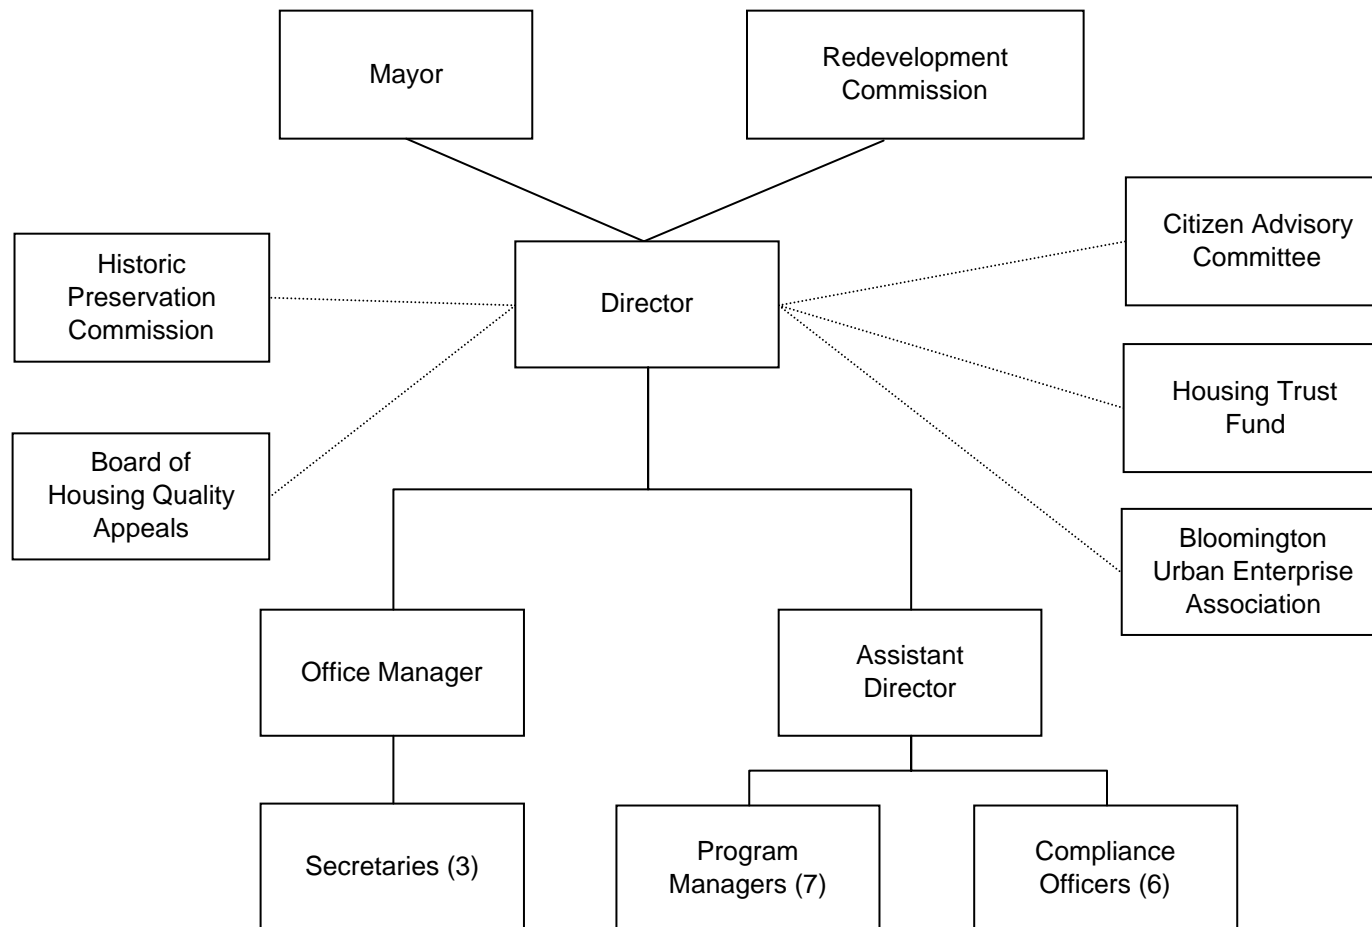 Mayor
Redevelopment
Commission
Citizen Advisory
Committee
Historic
Preservation
Commission
Director
Housing Trust
Fund
Board of
Housing Quality
Appeals
Bloomington
Urban Enterprise
Association
Office Manager
Assistant
Director
Secretaries (3)
Program
Managers (7)
Compliance
Officers (6)